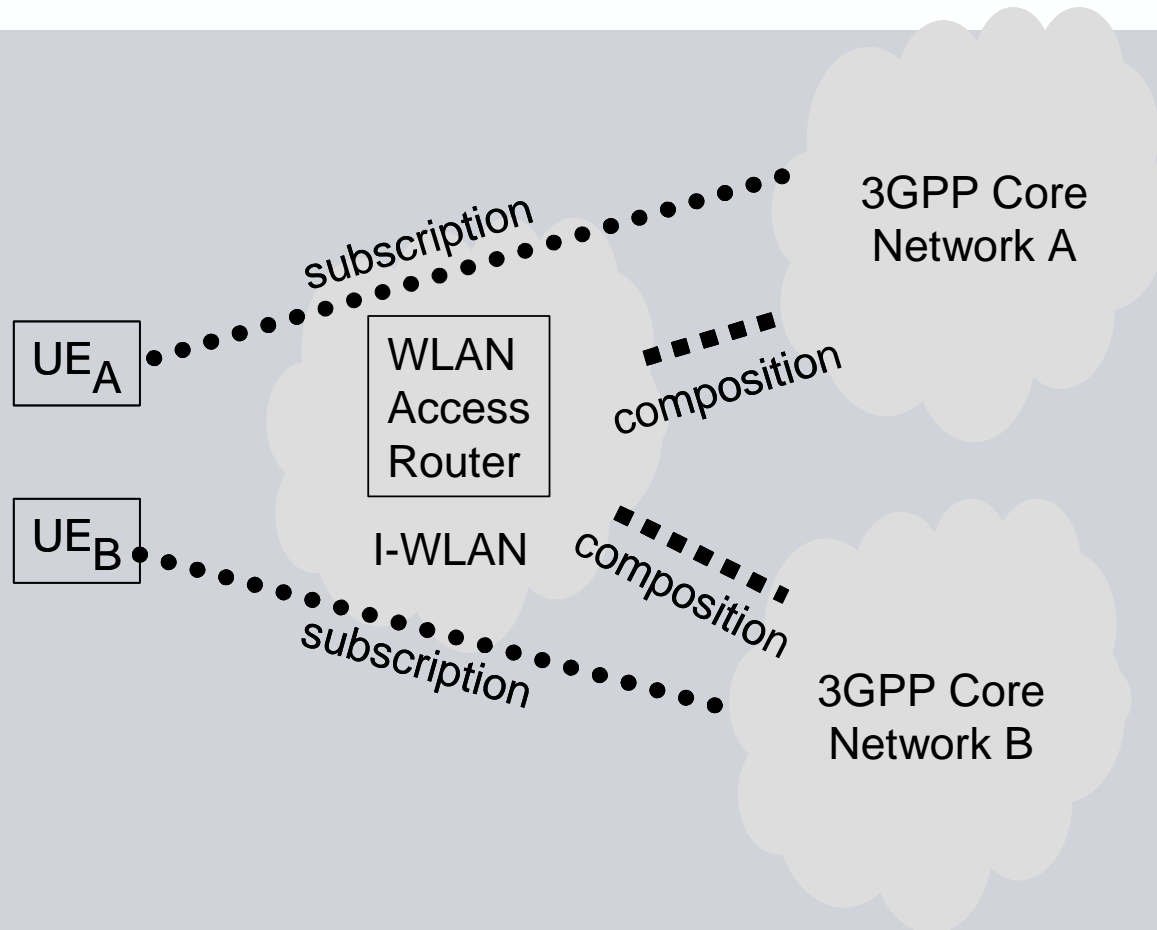 3GPP Core
Network A
subscription
UEA
WLAN
Access
Router
composition
UEB
I-WLAN
composition
subscription
3GPP Core
Network B